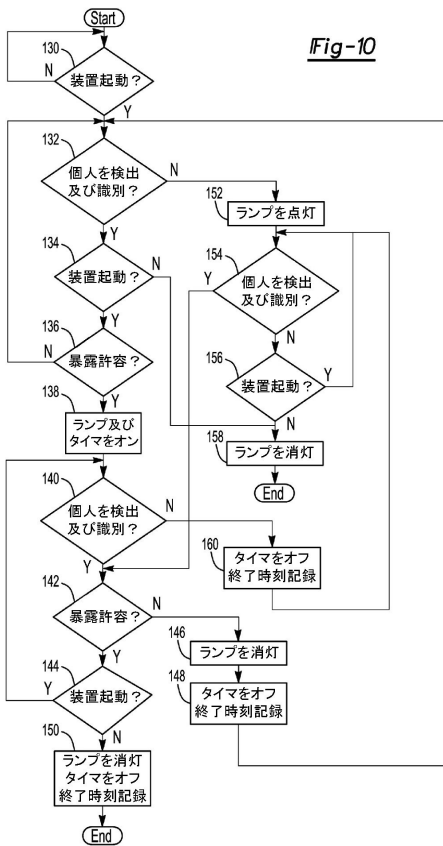 Start
Fig-10
130
装置起動？
N
Y
132
個人を検出
及び識別？
N
Y
152
ランプを点灯
134
装置起動？
N
Y
154
個人を検出
及び識別？
Y
N
136
暴露許容？
N
Y
156
装置起動？
Y
N
138
ランプ及び
タイマをオン
158
ランプを消灯
End
140
個人を検出
及び識別？
N
Y
160
タイマをオフ
終了時刻記録
142
暴露許容？
N
Y
146
ランプを消灯
144
装置起動？
Y
N
148
タイマをオフ
終了時刻記録
150
ランプを消灯
タイマをオフ
終了時刻記録
End